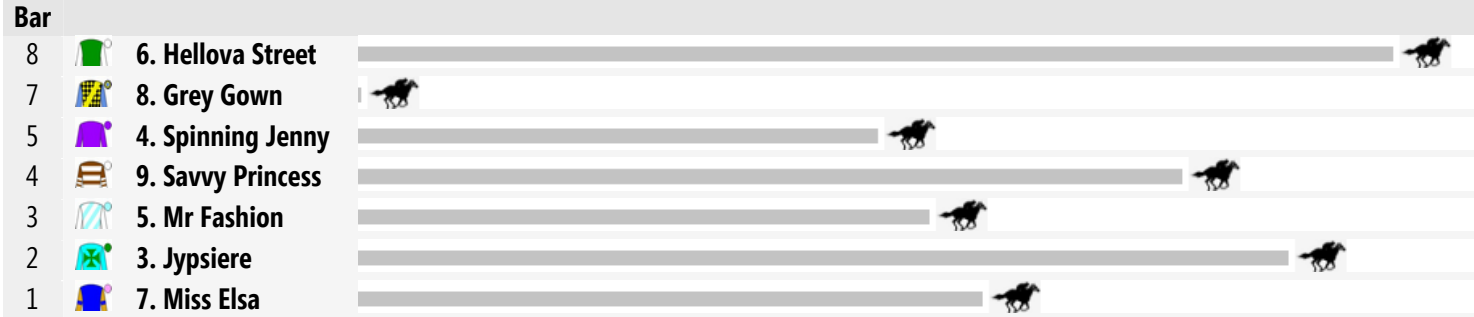 Bar
8 6. Hellova Street
7 8. Grey Gown
5 4. Spinning Jenny
4 9. Savvy Princess
3 5. Mr Fashion
2 3. Jypsiere
1 7. Miss Elsa